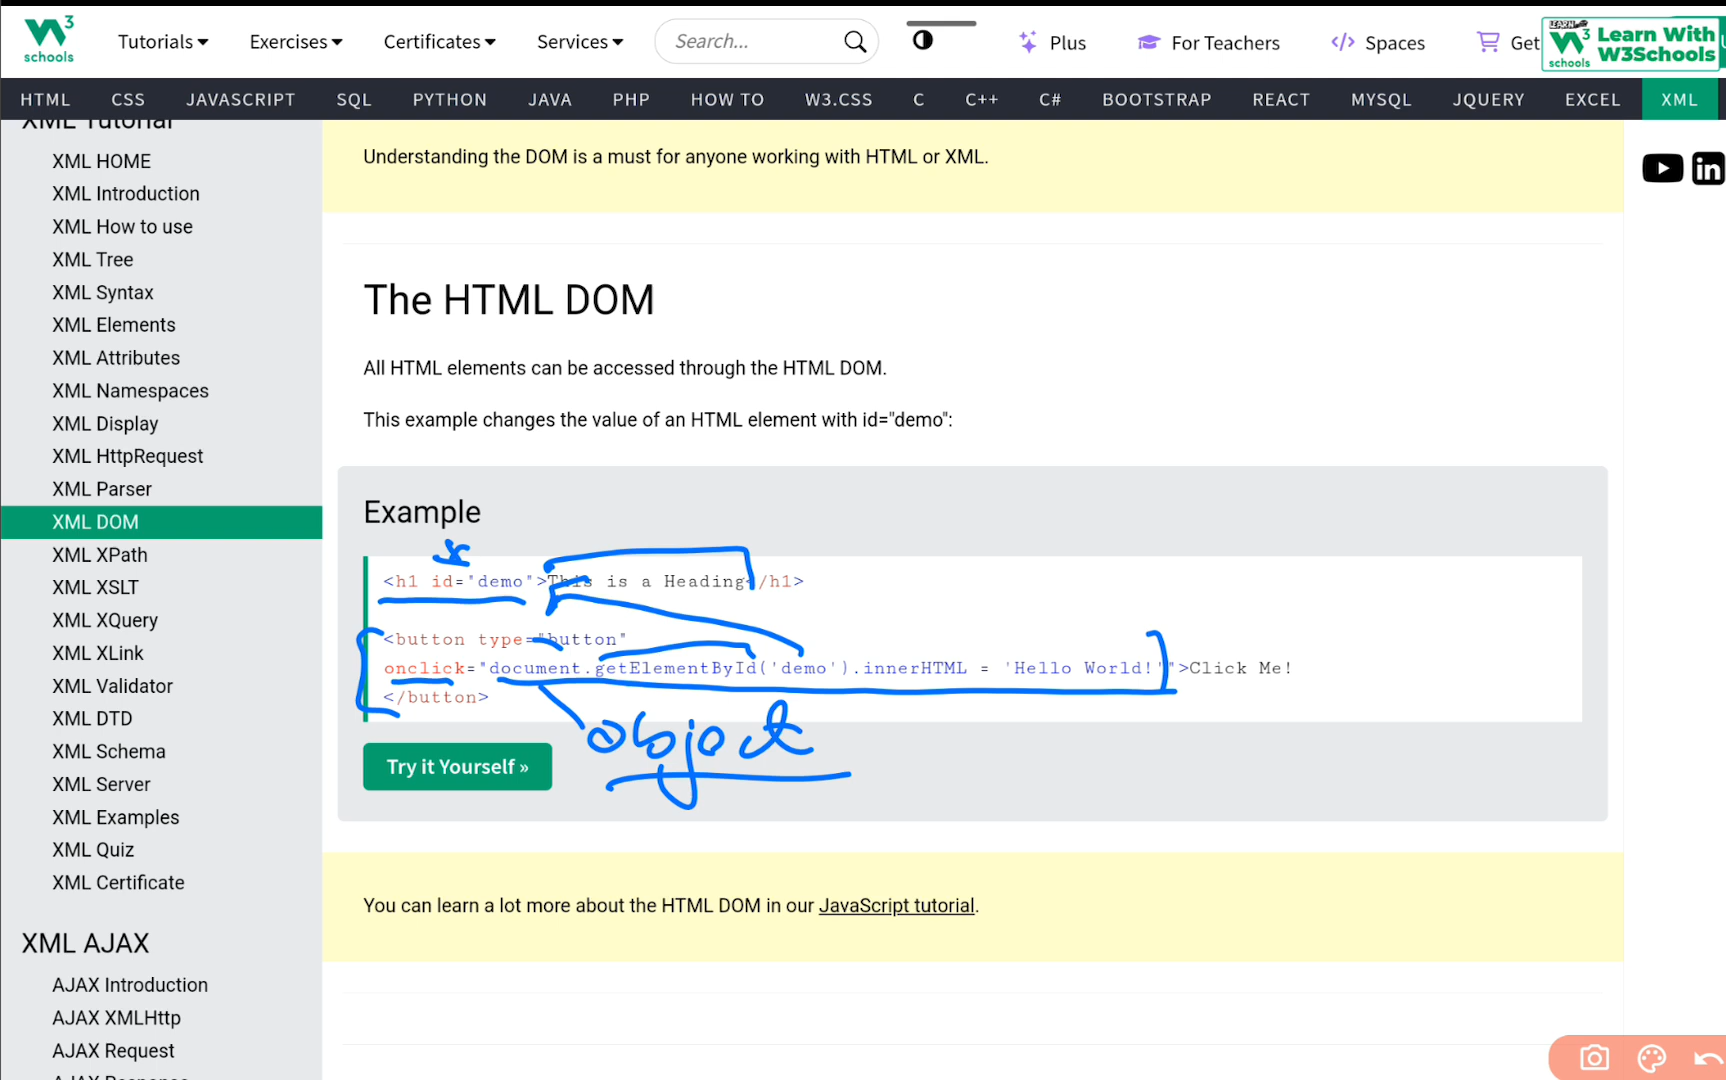 W3 schools
Tutorials Exercises Certificates Services Search... Plus For Teachers Spaces Get
LEARN W3 schools Learn With W3Schools
HTML CSS JAVASCRIPT SQL PYTHON JAVA PHP HOW TO W3.CSS C C++ C# BOOTSTRAP REACT MYSQL JQUERY EXCEL XML
XML Tutorial
XML HOME
XML Introduction
XML How to use
XML Tree
XML Syntax
XML Elements
XML Attributes
XML Namespaces
XML Display
XML HttpRequest
XML Parser
XML DOM
XML XPath
XML XSLT
XML XQuery
XML XLink
XML Validator
XML DTD
XML Schema
XML Server
XML Examples
XML Quiz
XML Certificate
XML AJAX
AJAX Introduction
AJAX XMLHttp
AJAX Request
AJAX Response
Understanding the DOM is a must for anyone working with HTML or XML.
The HTML DOM
All HTML elements can be accessed through the HTML DOM.
This example changes the value of an HTML element with id="demo":
Example
<h1 id="demo">This is a Heading</h1>
<button type="button"
onclick="document.getElementById('demo').innerHTML = 'Hello World!'">Click Me!
</button>
object
Try it Yourself »
You can learn a lot more about the HTML DOM in our JavaScript tutorial.
in